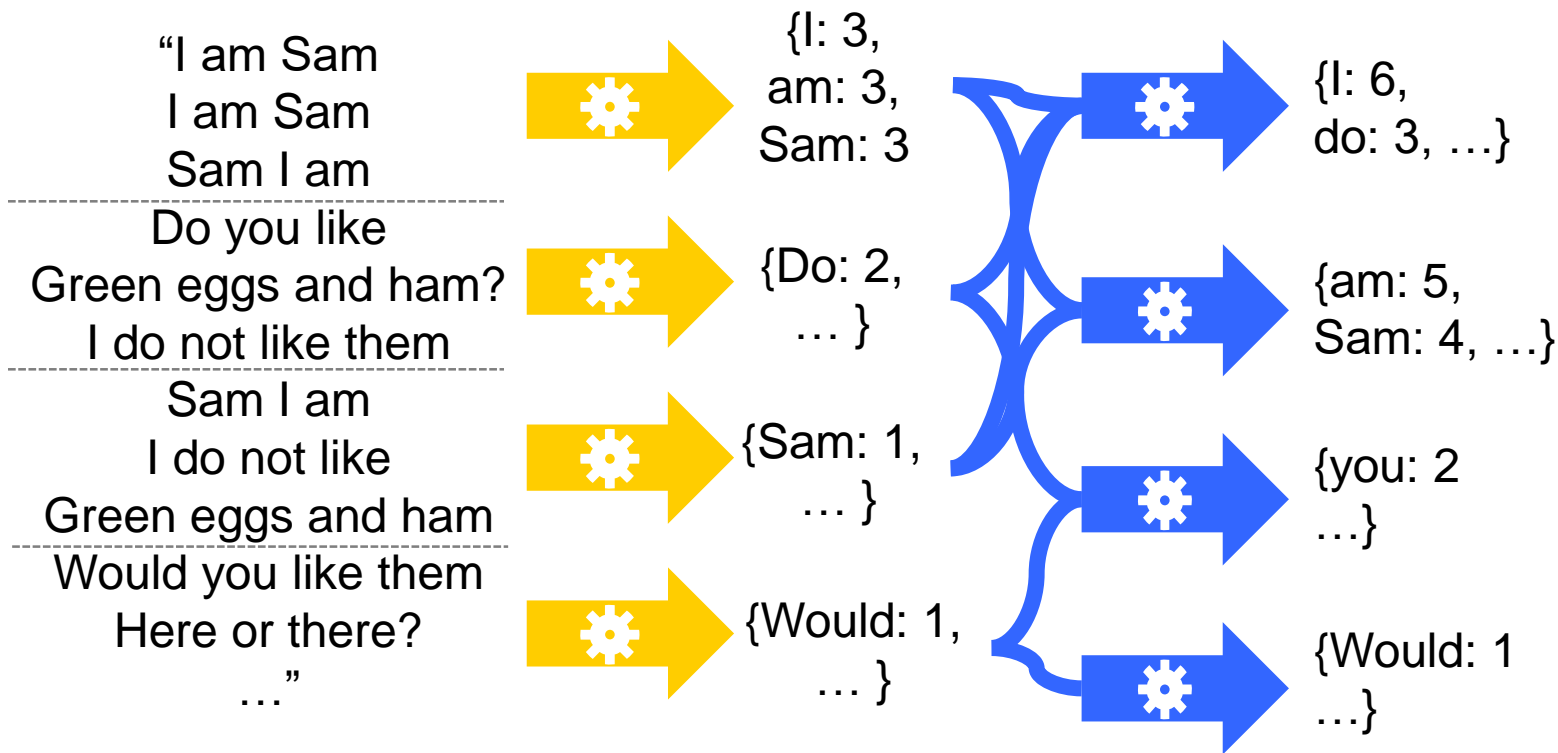 “I am Sam
I am Sam
Sam I am
Do you like
Green eggs and ham?
I do not like them
Sam I am
I do not like
Green eggs and ham
Would you like them
Here or there?
…”
{I: 3,
am: 3,
Sam: 3
{Do: 2,
… }
{Sam: 1,
… }
{Would: 1,
… }
{I: 6,
do: 3, …}
{am: 5,
Sam: 4, …}
{you: 2
…}
{Would: 1
…}